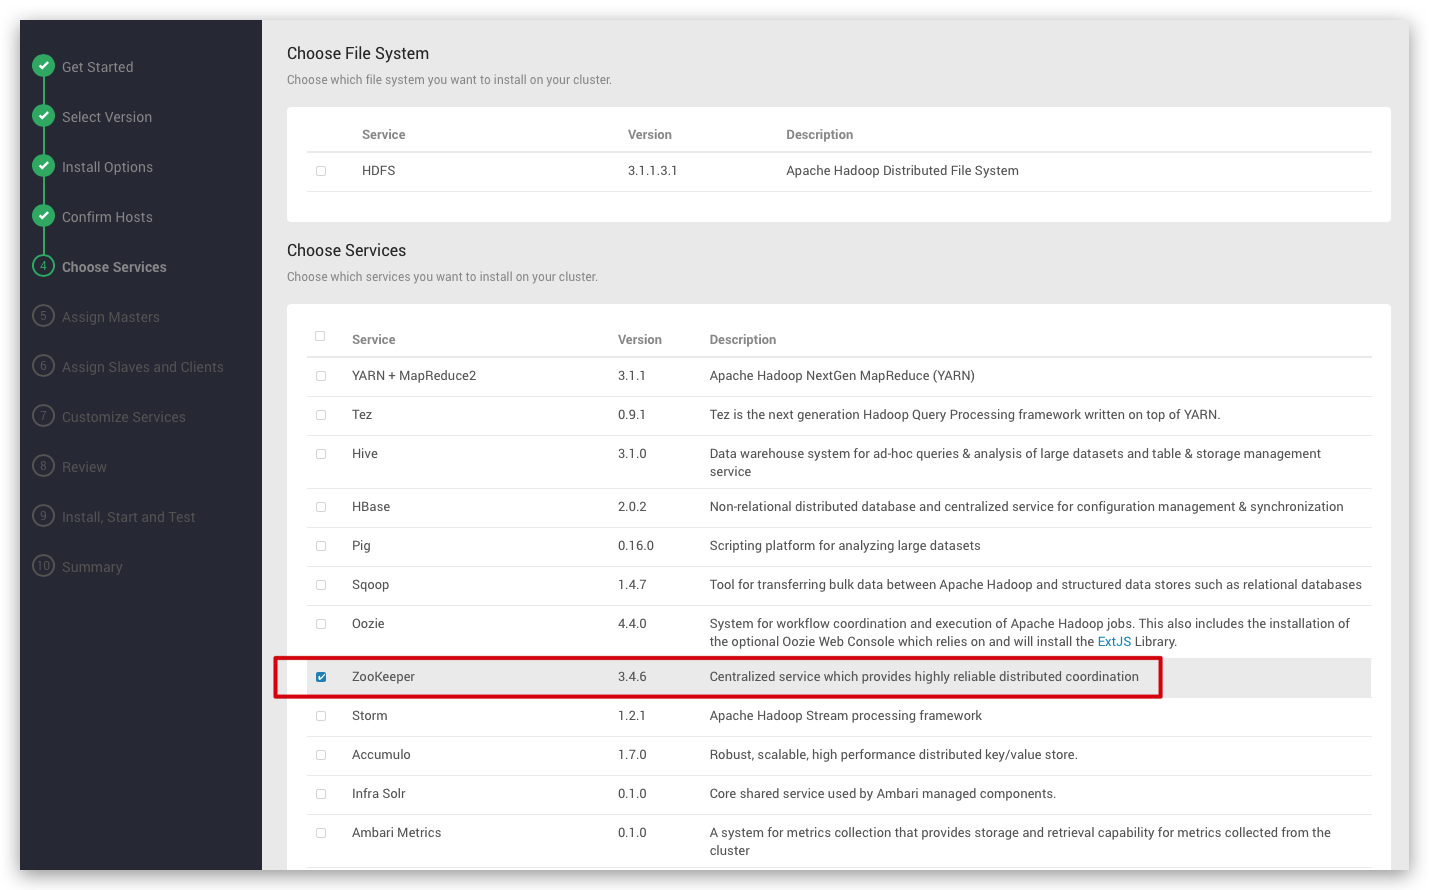 Get Started
Select Version
Install Options
Confirm Hosts
4 Choose Services
5 Assign Masters
6 Assign Slaves and Clients
7 Customize Services
8 Review
9 Install, Start and Test
10 Summary
Choose File System
Choose which file system you want to install on your cluster.
Service Version Description
HDFS 3.1.1.3.1 Apache Hadoop Distributed File System
Choose Services
Choose which services you want to install on your cluster.
Service Version Description
YARN + MapReduce2 3.1.1 Apache Hadoop NextGen MapReduce (YARN)
Tez 0.9.1 Tez is the next generation Hadoop Query Processing framework written on top of YARN.
Hive 3.1.0 Data warehouse system for ad-hoc queries & analysis of large datasets and table & storage management
service
HBase 2.0.2 Non-relational distributed database and centralized service for configuration management & synchronization
Pig 0.16.0 Scripting platform for analyzing large datasets
Sqoop 1.4.7 Tool for transferring bulk data between Apache Hadoop and structured data stores such as relational databases
Oozie 4.4.0 System for workflow coordination and execution of Apache Hadoop jobs. This also includes the installation of
the optional Oozie Web Console which relies on and will install the ExtJS Library.
ZooKeeper 3.4.6 Centralized service which provides highly reliable distributed coordination
Storm 1.2.1 Apache Hadoop Stream processing framework
Accumulo 1.7.0 Robust, scalable, high performance distributed key/value store.
Infra Solr 0.1.0 Core shared service used by Ambari managed components.
Ambari Metrics 0.1.0 A system for metrics collection that provides storage and retrieval capability for metrics collected from the
cluster